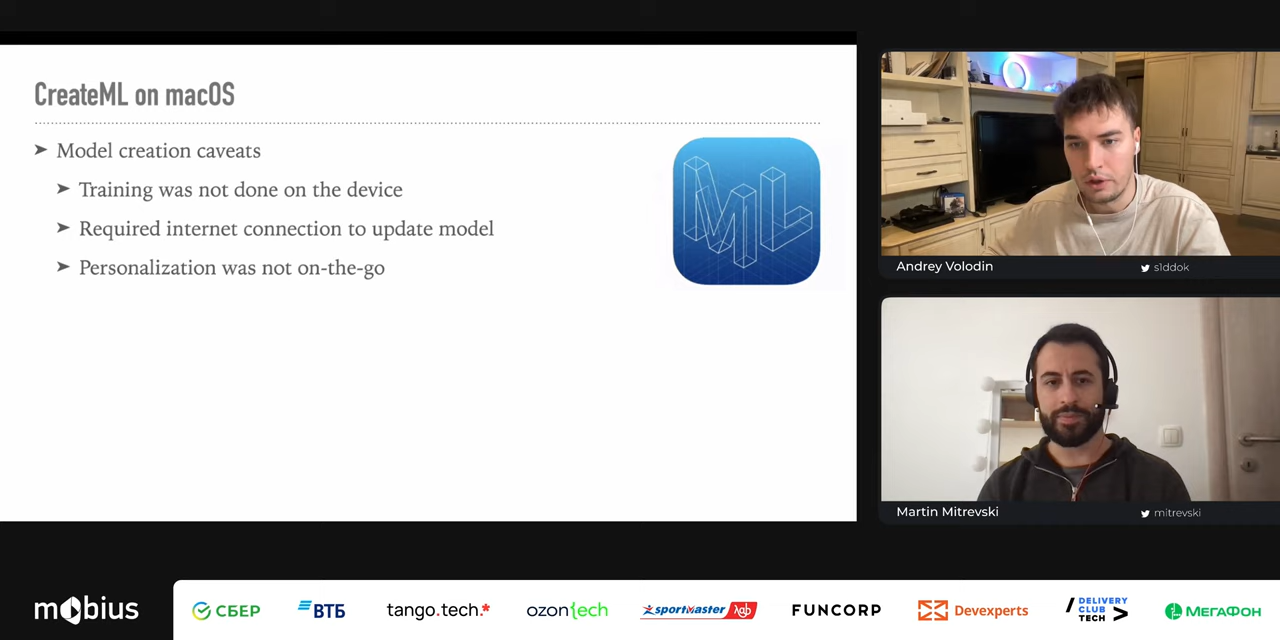 CreateML on macOS
➤ Model creation caveats
➤ Training was not done on the device
➤ Required internet connection to update model
➤ Personalization was not on-the-go
ML
Andrey Volodin
s1ddok
Martin Mitrevski
mitrevski
mobius
СБЕР
ВТБ
tango.tech.*
ozon{tech
sportmaster lab
FUNCORP
Devexperts
/ DELIVERY
CLUB
TECH >
МЕГАФОН